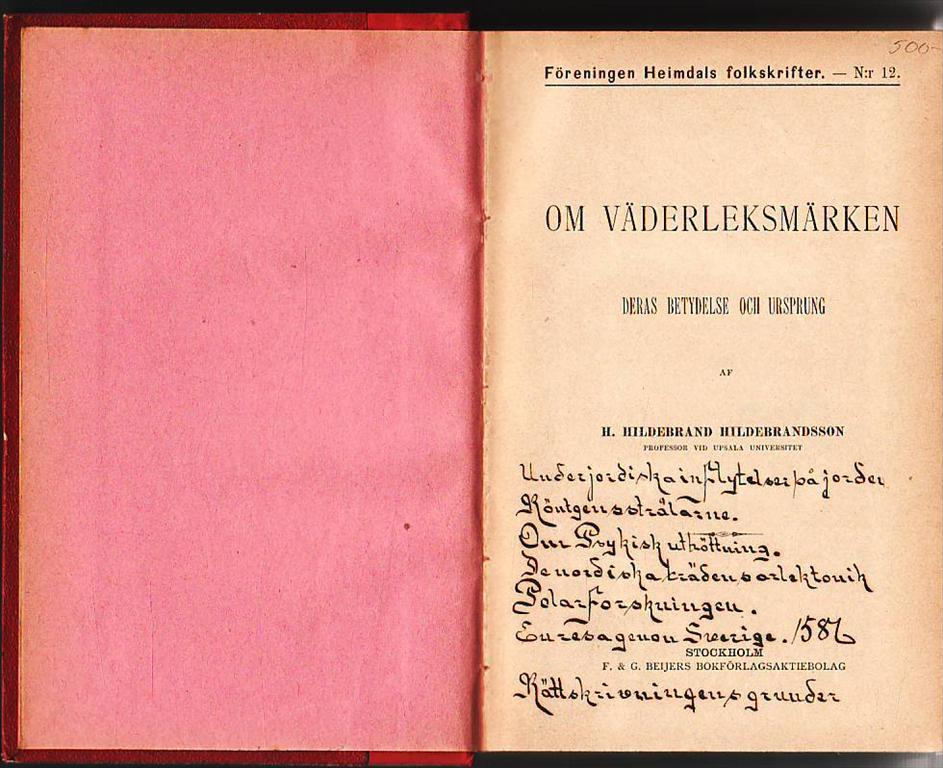 500-
Föreningen Heimdals folkskrifter. — N:r 12.
OM VÄDERLEKSMÄRKEN
DERAS BETYDELSE OCH URSPRUNG
AF
H. HILDEBRAND HILDEBRANDSSON
PROFESSOR VID UPSALA UNIVERSITET
Underjordiska inflytelser på jorden
Röntgensstrålarne.
Om Psykisk uthöttning.
De nordiska trädens arkitektonik
Polarforskningen.
En resa genom Sverige.
STOCKHOLM
F. & G. BEIJERS BOKFÖRLAGSAKTIEBOLAG
Rättskrivningens grunder